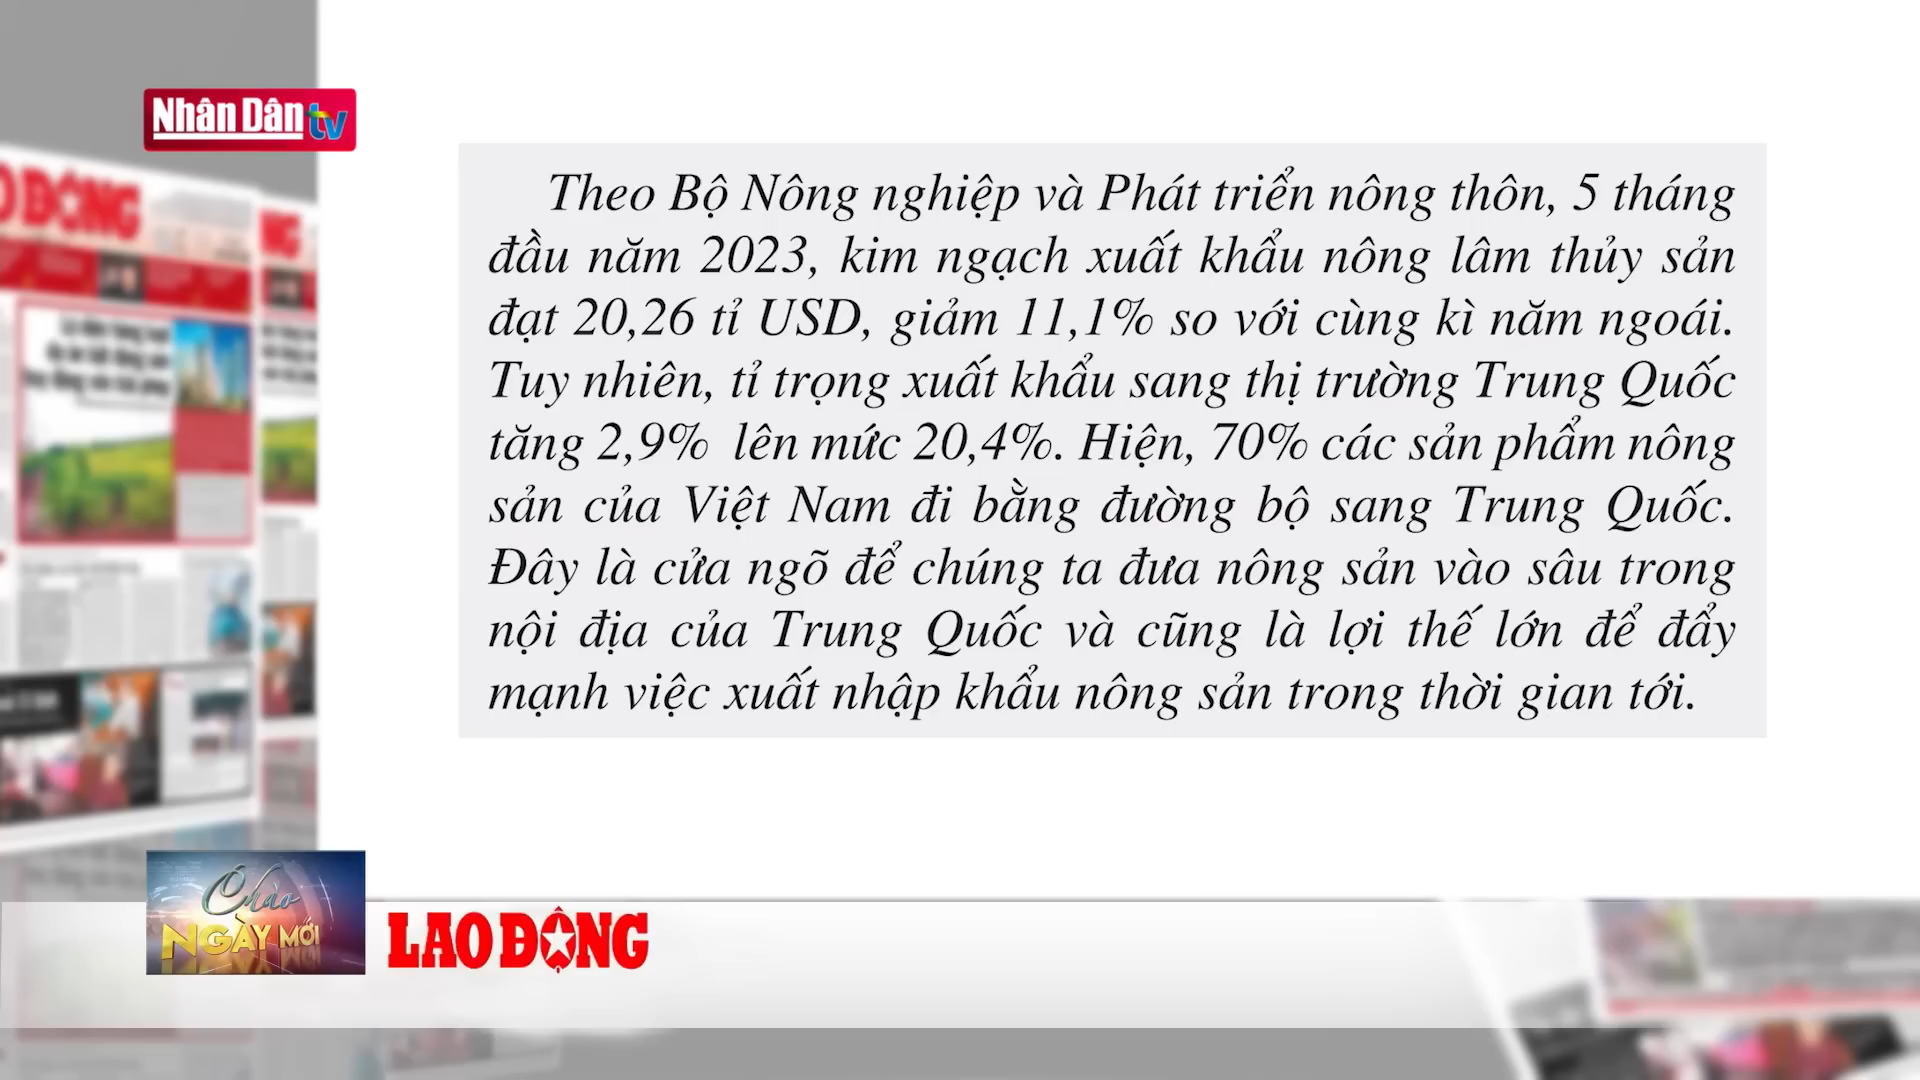 Nhân Dân tv
Theo Bộ Nông nghiệp và Phát triển nông thôn, 5 tháng
đầu năm 2023, kim ngạch xuất khẩu nông lâm thủy sản
đạt 20,26 tỉ USD, giảm 11,1% so với cùng kì năm ngoái.
Tuy nhiên, tỉ trọng xuất khẩu sang thị trường Trung Quốc
tăng 2,9% lên mức 20,4%. Hiện, 70% các sản phẩm nông
sản của Việt Nam đi bằng đường bộ sang Trung Quốc.
Đây là cửa ngõ để chúng ta đưa nông sản vào sâu trong
nội địa của Trung Quốc và cũng là lợi thế lớn để đẩy
mạnh việc xuất nhập khẩu nông sản trong thời gian tới.
Chào
NGÀY MỚI
LAO ĐỘNG